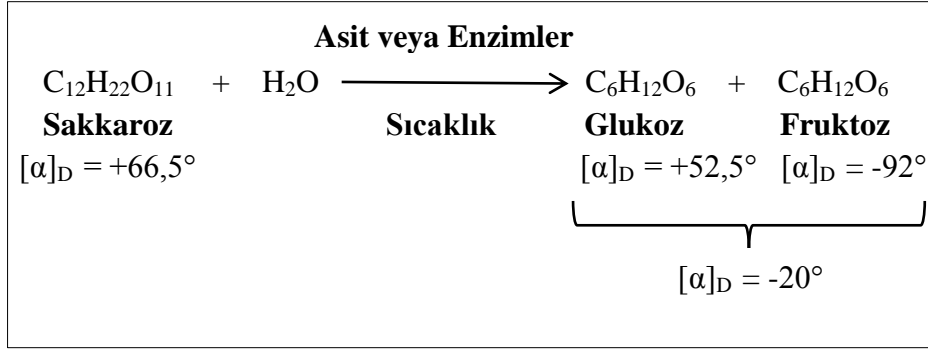 Asit veya Enzimler
C₁₂H₂₂O₁₁ + H₂O ⟶ C₆H₁₂O₆ + C₆H₁₂O₆
Sakkaroz Sıcaklık Glukoz Fruktoz
[α]D = +66,5° [α]D = +52,5° [α]D = -92°
[α]D = -20°